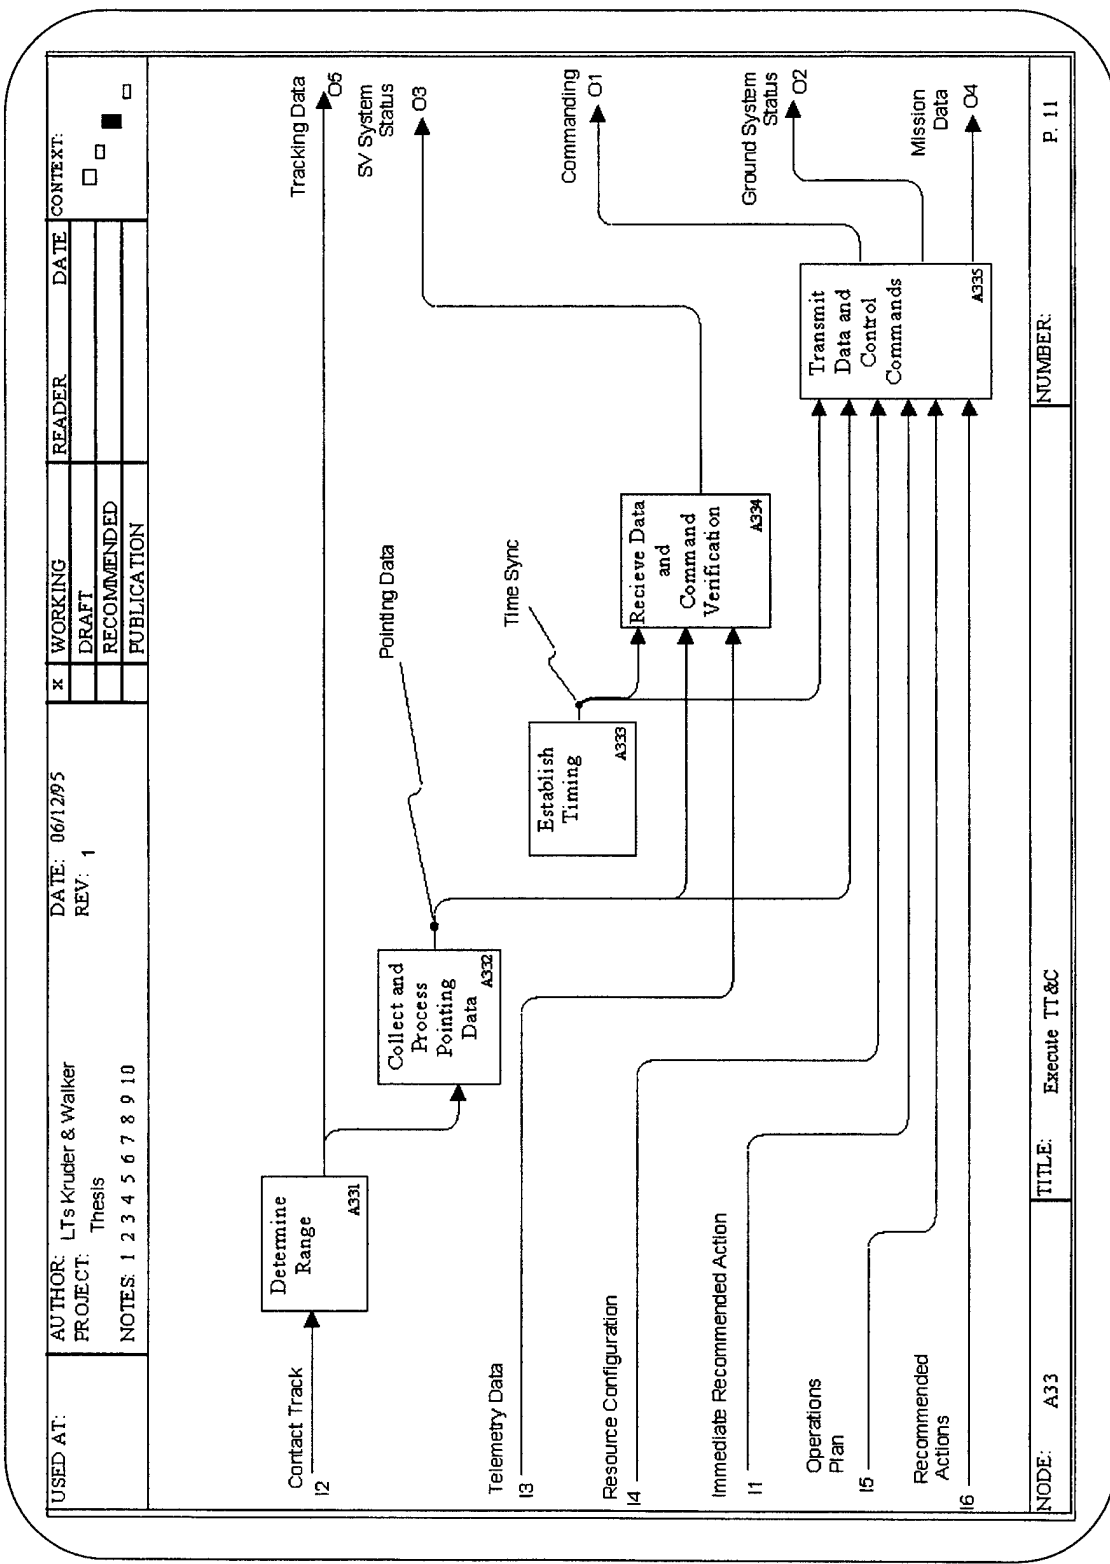 USED AT:
AUTHOR: LTs Kruder & Walker
PROJECT: Thesis
NOTES: 1 2 3 4 5 6 7 8 9 10
DATE: 06/12/95
REV: 1
x WORKING
DRAFT
RECOMMENDED
PUBLICATION
READER DATE
CONTEXT:
Contact Track
I2
Determine
Range
A331
Tracking Data
O5
Collect and
Process
Pointing
Data
A332
Pointing Data
SV System
Status
O3
Telemetry Data
I3
Establish
Timing
A333
Time Sync
Commanding
O1
Resource Configuration
I4
Recieve Data
and
Command
Verification
A334
Immediate Recommended Action
I1
Ground System
Status
O2
Operations
Plan
I5
Transmit
Data and
Control
Commands
A335
Recommended
Actions
I6
Mission
Data
O4
NODE: A33
TITLE: Execute TT&C
NUMBER: P. 11